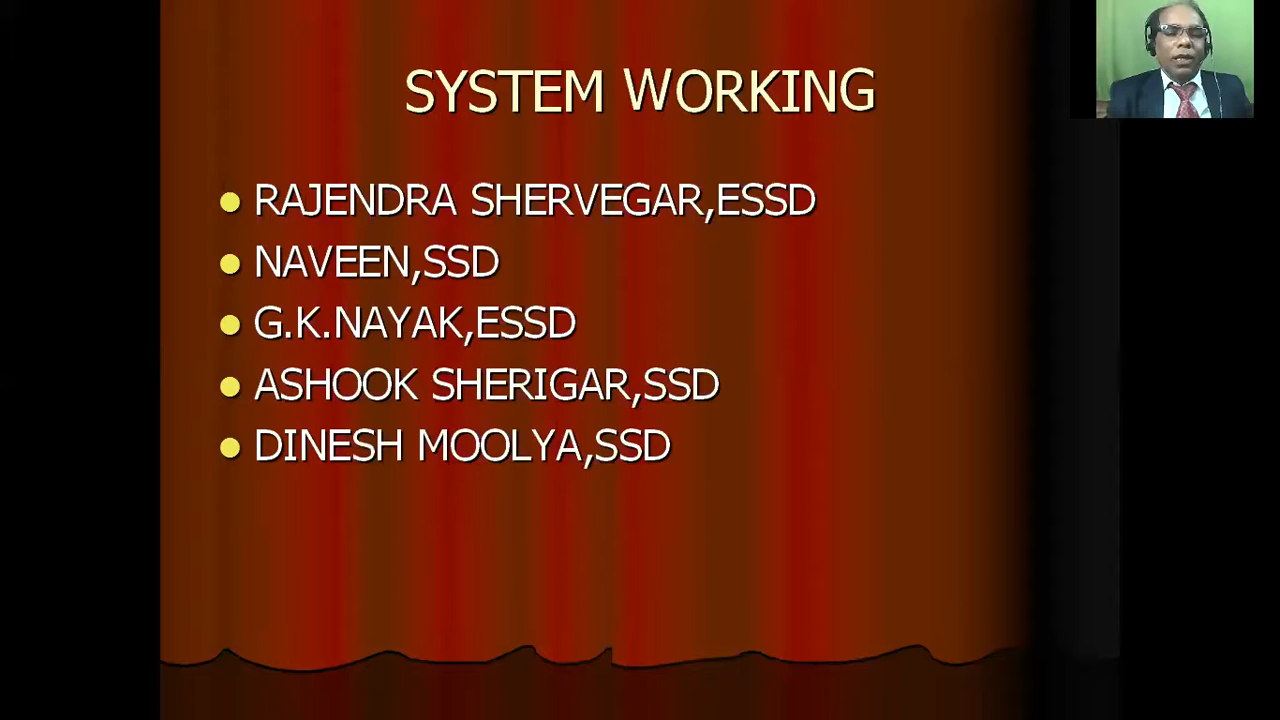 SYSTEM WORKING
RAJENDRA SHERVEGAR,ESSD
NAVEEN,SSD
G.K.NAYAK,ESSD
ASHOOK SHERIGAR,SSD
DINESH MOOLYA,SSD